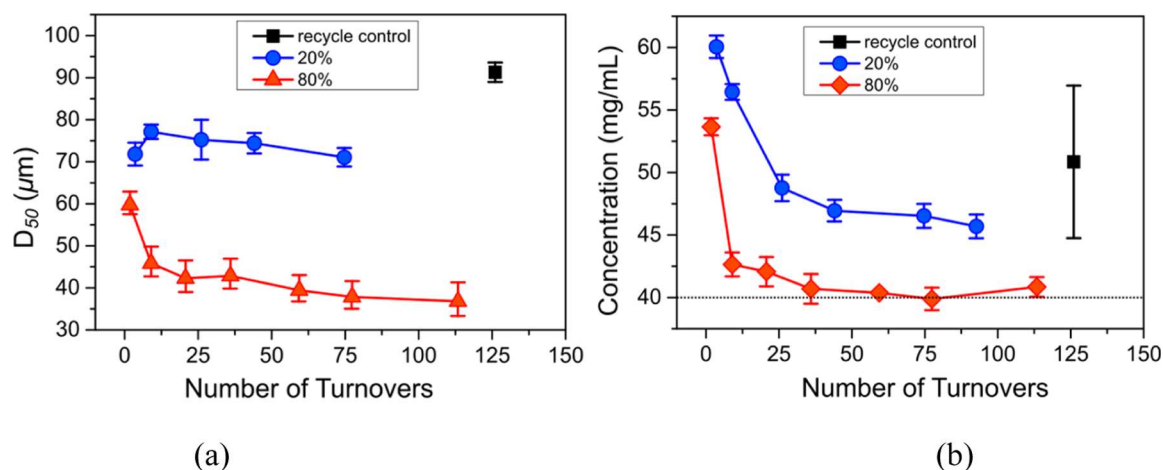 100
90
80
70
60
50
40
30
D50 (µm)
recycle control
20%
80%
0 25 50 75 100 125 150
Number of Turnovers
(a)
60
55
50
45
40
Concentration (mg/mL)
recycle control
20%
80%
0 25 50 75 100 125 150
Number of Turnovers
(b)